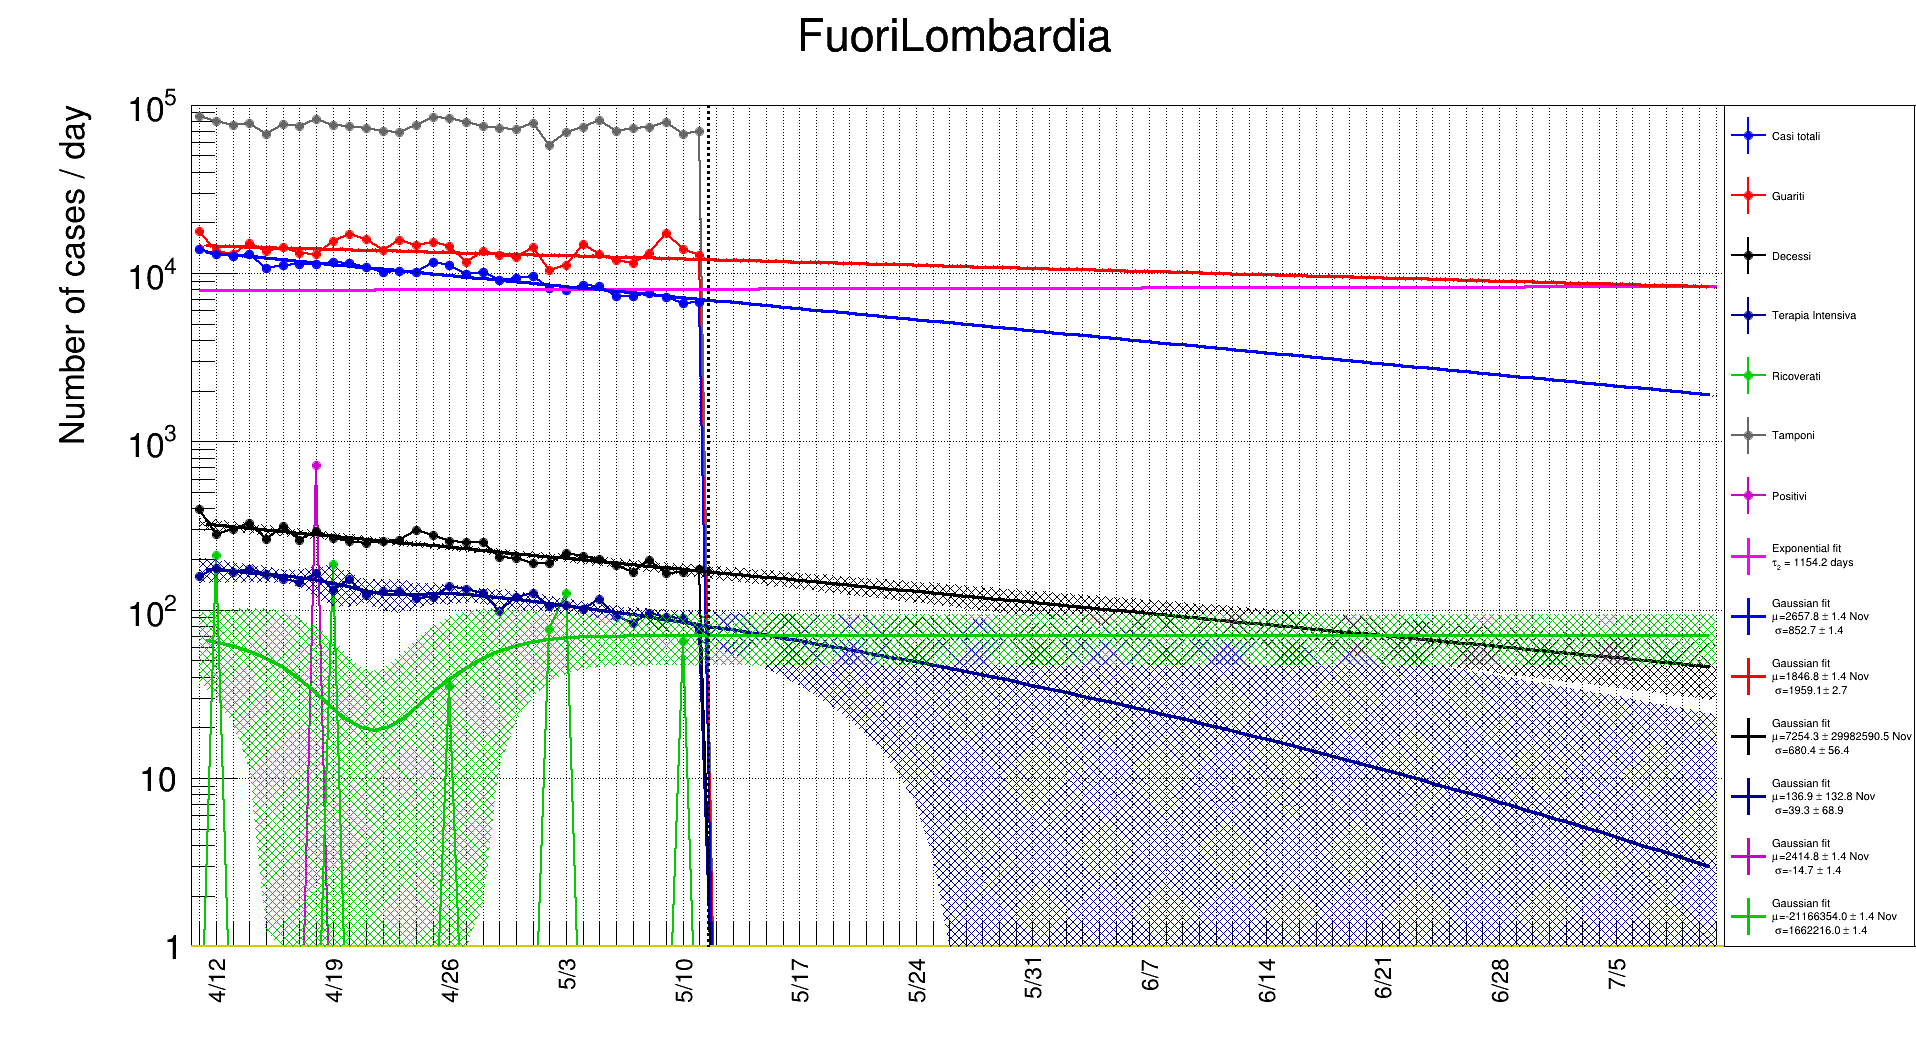 FuoriLombardia
Number of cases / day
10^5
10^4
10^3
10^2
10
1
4/12
4/19
4/26
5/3
5/10
5/17
5/24
5/31
6/7
6/14
6/21
6/28
7/5
Casi totali
Guariti
Decessi
Terapia Intensiva
Ricoverati
Tamponi
Positivi
Exponential fit
τ₂ = 1154.2 days
Gaussian fit
μ=2657.8 ± 1.4 Nov
σ=852.7 ± 1.4
Gaussian fit
μ=1846.8 ± 1.4 Nov
σ=1959.1 ± 2.7
Gaussian fit
μ=7254.3 ± 29982590.5 Nov
σ=680.4 ± 56.4
Gaussian fit
μ=136.9 ± 132.8 Nov
σ=39.3 ± 68.9
Gaussian fit
μ=2414.8 ± 1.4 Nov
σ=-14.7 ± 1.4
Gaussian fit
μ=-21166354.0 ± 1.4 Nov
σ=1662216.0 ± 1.4